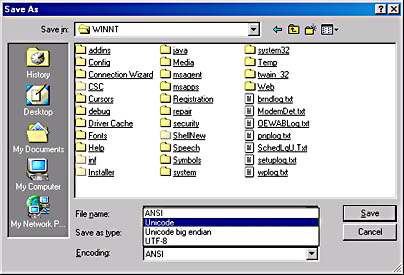 Save As
Save in: WINNT
History
Desktop
My Documents
My Computer
My Network P...
addins
Config
Connection Wizard
CSC
Cursors
debug
Driver Cache
Fonts
Help
inf
Installer
java
Media
msagent
msapps
Registration
repair
security
ShellNew
Speech
Symbols
system
system32
Temp
twain_32
Web
brndlog.txt
ModemDet.txt
OEWABLog.txt
pnplog.txt
SchedLgU.Txt
setuplog.txt
wplog.txt
File name:
Save as type:
Encoding: ANSI
ANSI
Unicode
Unicode big endian
UTF-8
Save
Cancel